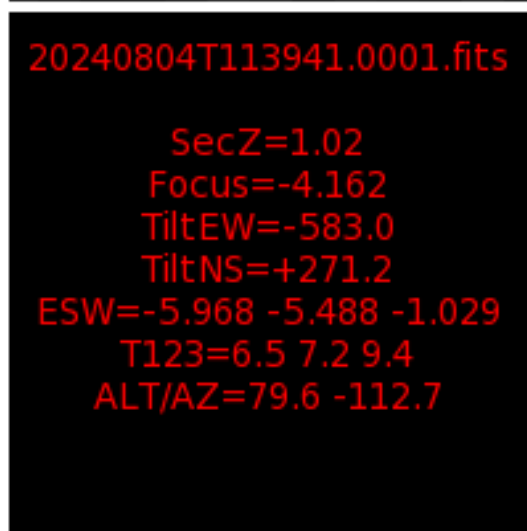 20240804T113941.0001.fits
SecZ=1.02
Focus=-4.162
TiltEW=-583.0
TiltNS=+271.2
ESW=-5.968 -5.488 -1.029
T123=6.5 7.2 9.4
ALT/AZ=79.6 -112.7